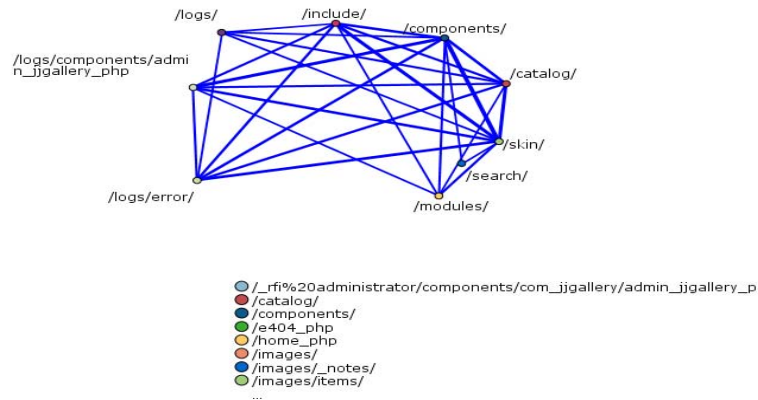 /logs/
/include/
/components/
/logs/components/admi
n_jjgallery_php
/catalog/
/skin/
/search/
/logs/error/
/modules/
/_rfi%20administrator/components/com_jjgallery/admin_jjgallery_p
/catalog/
/components/
/e404_php
/home_php
/images/
/images/_notes/
/images/items/